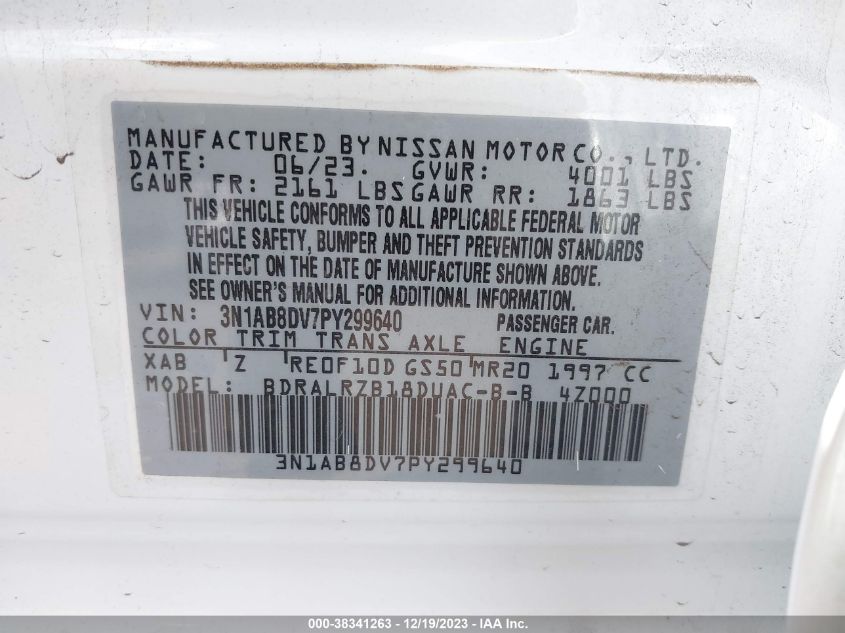 MANUFACTURED BY NISSAN MOTOR CO., LTD.
DATE: 06/23. GVWR: 4001 LBS
GAWR FR: 2161 LBS GAWR RR: 1863 LBS
THIS VEHICLE CONFORMS TO ALL APPLICABLE FEDERAL MOTOR
VEHICLE SAFETY, BUMPER AND THEFT PREVENTION STANDARDS
IN EFFECT ON THE DATE OF MANUFACTURE SHOWN ABOVE.
SEE OWNER'S MANUAL FOR ADDITIONAL INFORMATION.
VIN: 3N1AB8DV7PY299640 PASSENGER CAR.
COLOR TRIM TRANS AXLE ENGINE
XAB Z RE0F10D GS50 MR20 1997 CC
MODEL: BDRALRZB18DUAC-B-B 4Z000
3N1AB8DV7PY299640
000-38341263 - 12/19/2023 - IAA Inc.